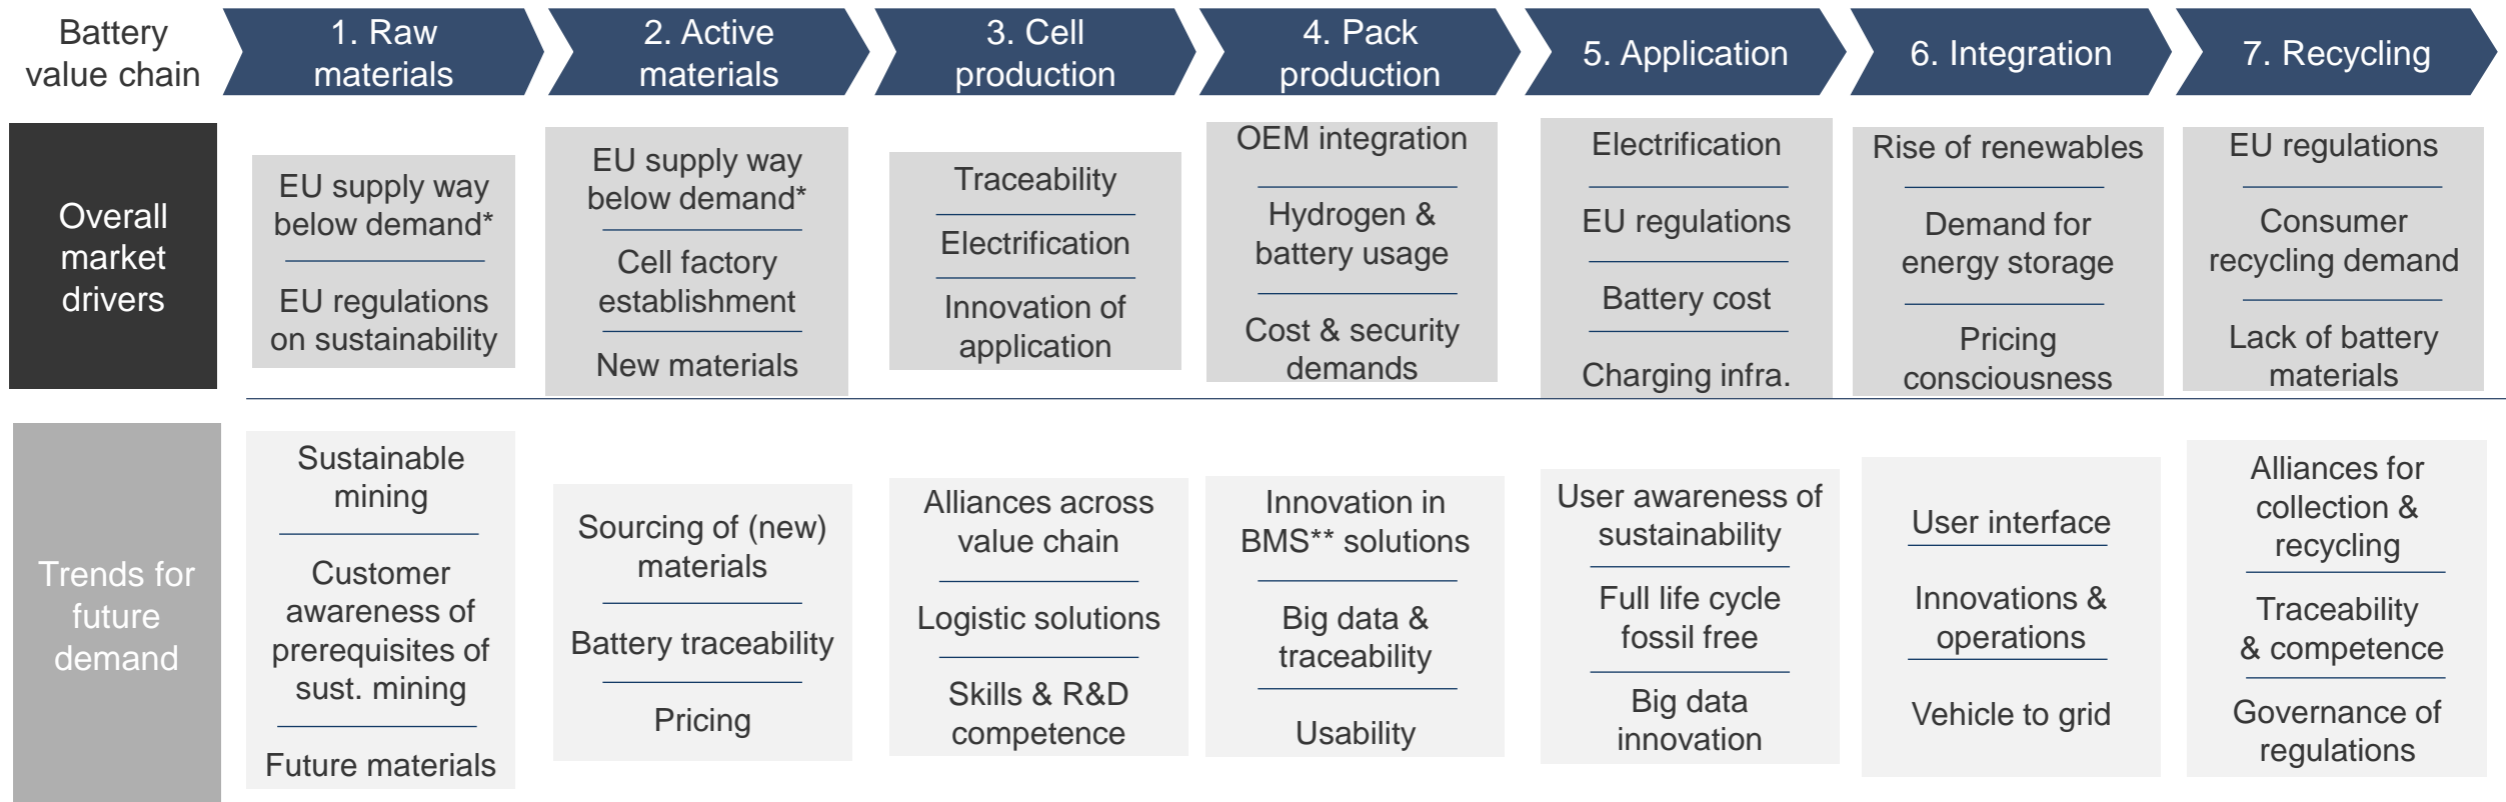 Battery
value chain
1. Raw
materials
2. Active
materials
3. Cell
production
4. Pack
production
5. Application
6. Integration
7. Recycling
Overall
market
drivers
EU supply way
below demand*
EU regulations
on sustainability
EU supply way
below demand*
Cell factory
establishment
New materials
Traceability
Electrification
Innovation of
application
OEM integration
Hydrogen &
battery usage
Cost & security
demands
Electrification
EU regulations
Battery cost
Charging infra.
Rise of renewables
Demand for
energy storage
Pricing
consciousness
EU regulations
Consumer
recycling demand
Lack of battery
materials
Trends for
future
demand
Sustainable
mining
Customer
awareness of
prerequisites of
sust. mining
Future materials
Sourcing of (new)
materials
Battery traceability
Pricing
Alliances across
value chain
Logistic solutions
Skills & R&D
competence
Innovation in
BMS** solutions
Big data &
traceability
Usability
User awareness of
sustainability
Full life cycle
fossil free
Big data
innovation
User interface
Innovations &
operations
Vehicle to grid
Alliances for
collection &
recycling
Traceability
& competence
Governance of
regulations